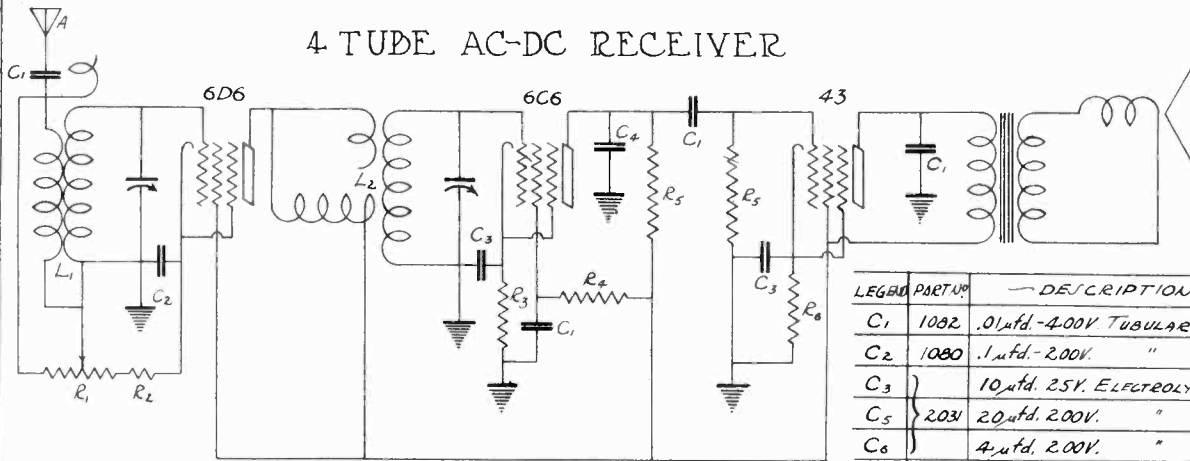 4 TUBE AC-DC RECEIVER
A
C1
6D6
6C6
43
C4
C1
C1
L2
R5
R5
L1
C2
C3
R3
R4
C1
C3
R6
R1
R2
LEGEND PART No — DESCRIPTION
C1 1082 .01 µfd.-400V. TUBULAR
C2 1080 .1 µfd.-200V. "
C3 10 µfd. 25V. ELECTROLY
C5 2031 20 µfd. 200V. "
C6 4 µfd. 200V. "